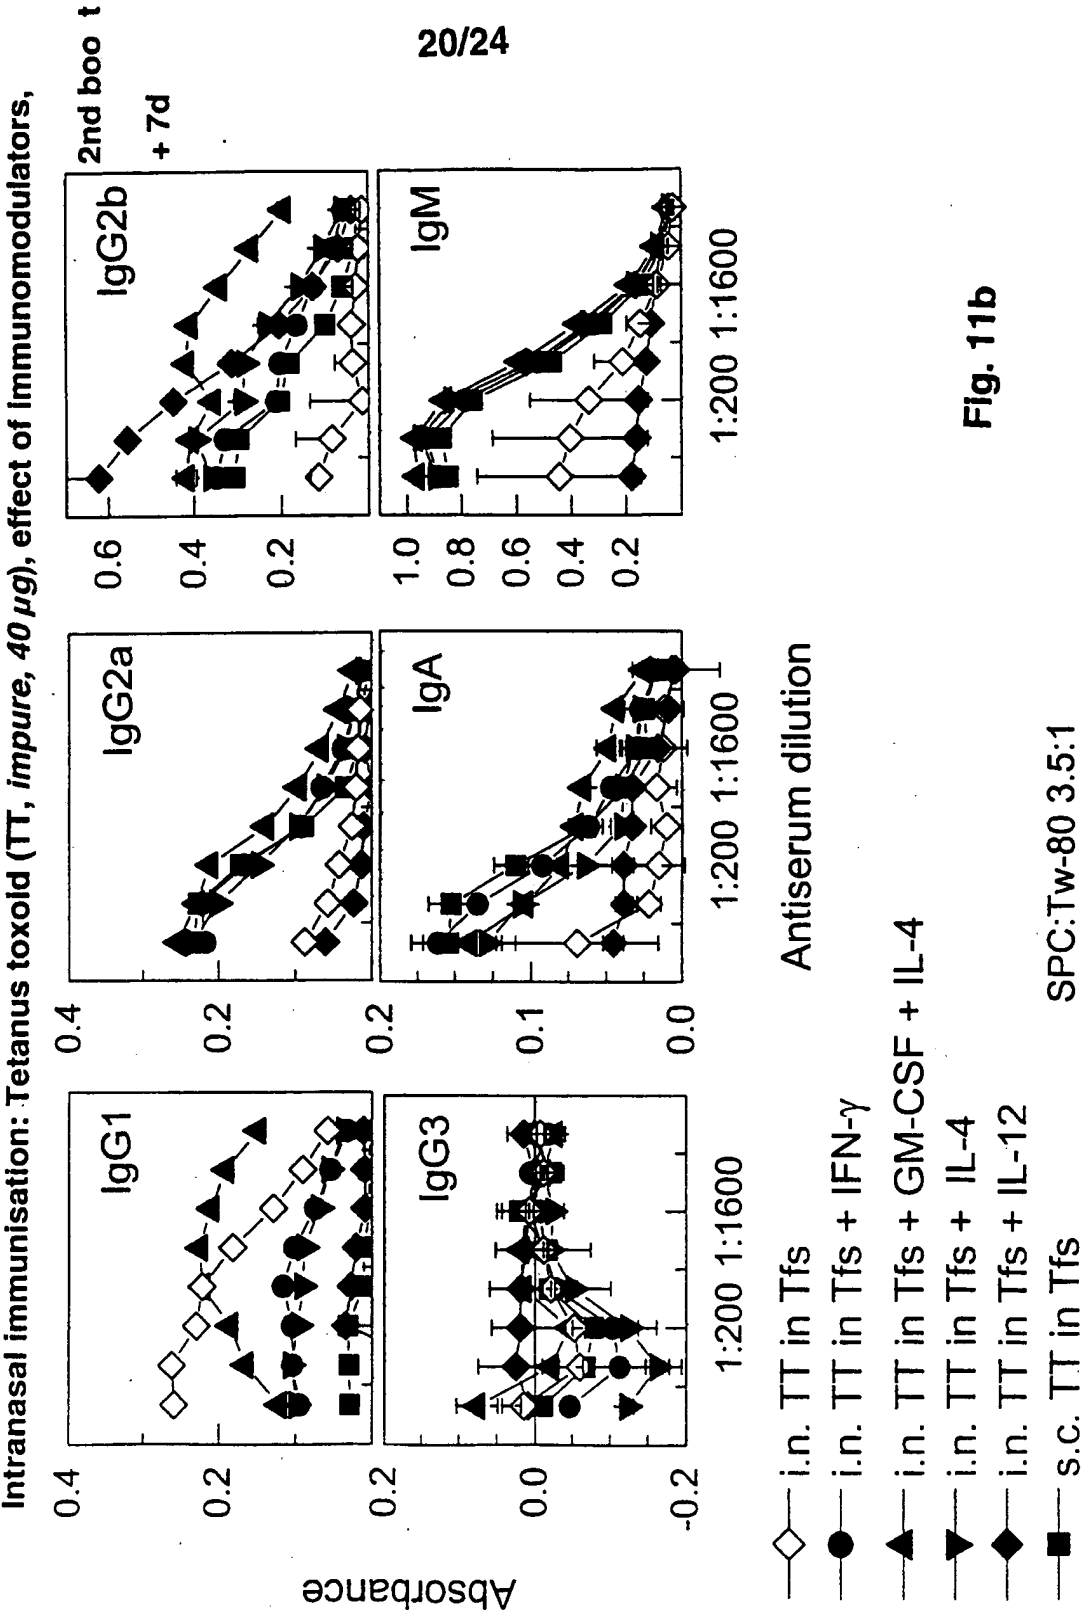 20/24
Intranasal immunisation: Tetanus toxoid (TT, impure, 40 µg), effect of immunomodulators,
2nd boo t
+ 7d
Absorbance
IgG1
0.4
0.2
0.2
IgG2a
0.4
0.2
0.2
IgG2b
0.6
0.4
0.2
IgG3
0.0
-0.2
1:200 1:1600
IgA
0.1
0.0
1:200 1:1600
IgM
1.0
0.8
0.6
0.4
0.2
1:200 1:1600
Antiserum dilution
i.n. TT in Tfs
i.n. TT in Tfs + IFN-γ
i.n. TT in Tfs + GM-CSF + IL-4
i.n. TT in Tfs + IL-4
i.n. TT in Tfs + IL-12
s.c. TT in Tfs
SPC:Tw-80 3.5:1
Fig. 11b